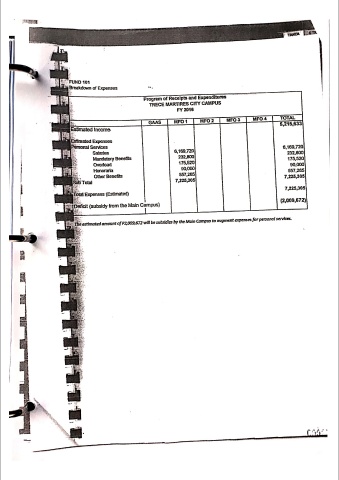 FUND 101
Breakdown of Expenses
Program of Receipts and Expenditures
TRECE MARTIRES CITY CAMPUS
FY 2016
GAAS MFO 1 MFO 2 MFO 3 MFO 4 TOTAL
Estimated Income 5,215,633
Estimated Expenses
Personal Services
Salaries 6,169,720 6,169,720
Mandatory Benefits 232,800 232,800
Overload 175,520 175,520
Honoraria 90,000 90,000
Other Benefits 557,265 557,265
Total 7,225,305 7,225,305
Total Expenses (Estimated) 7,225,305
Deficit (subsidy from the Main Campus) (2,009,672)
The estimated amount of P2,009,672 will be subsidize by the Main Campus to augment expenses for personal services.